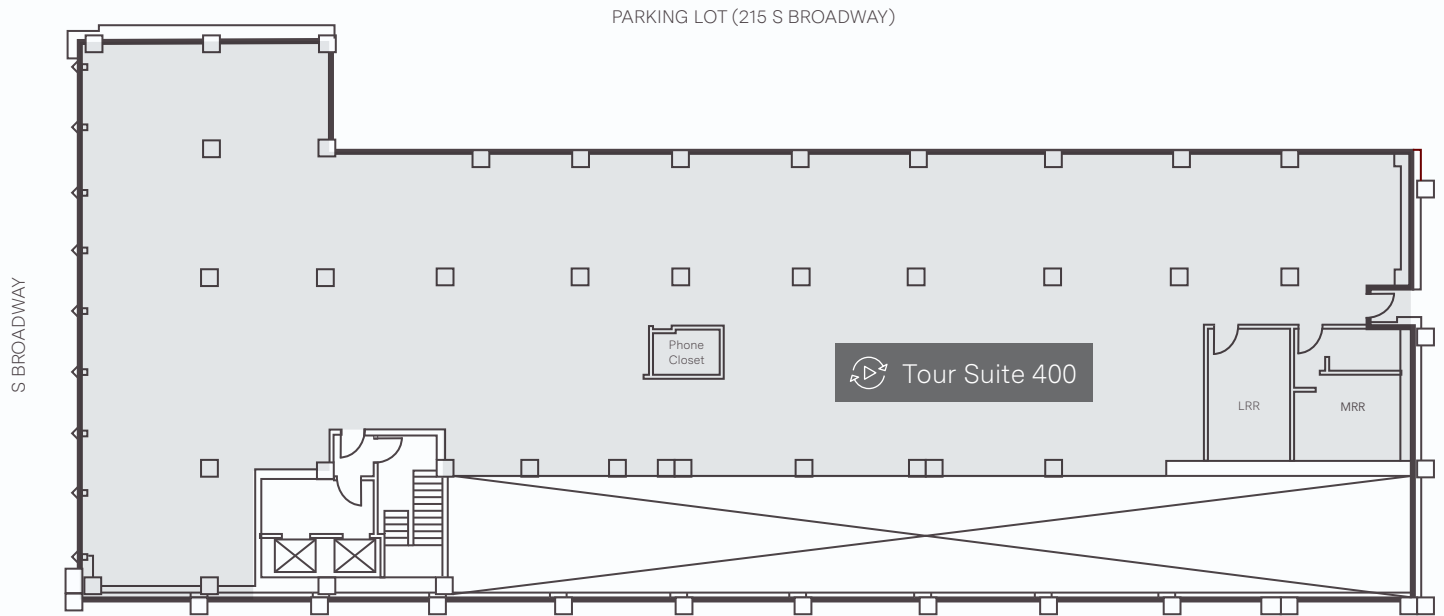 PARKING LOT (215 S BROADWAY)
S BROADWAY
Phone
Closet
Tour Suite 400
LRR
MRR